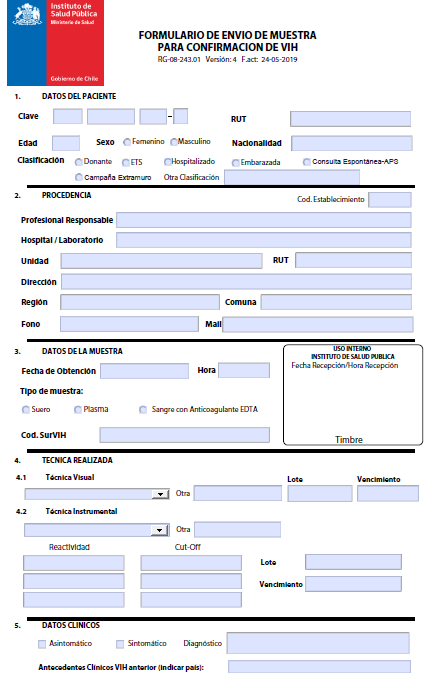 Instituto de
Salud Pública
Ministerio de Salud
Gobierno de Chile
FORMULARIO DE ENVIO DE MUESTRA
PARA CONFIRMACION DE VIH
RG-08-243.01 Versión: 4 F.act: 24-05-2019
1. DATOS DEL PACIENTE
Clave – RUT
Edad Sexo Femenino Masculino Nacionalidad
Clasificación Donante ETS Hospitalizado Embarazada Consulta Espontánea-APS
Campaña Extramuro Otra Clasificación
2. PROCEDENCIA
Cod. Establecimiento
Profesional Responsable
Hospital / Laboratorio
Unidad RUT
Dirección
Región Comuna
Fono Mail
3. DATOS DE LA MUESTRA
USO INTERNO
INSTITUTO DE SALUD PUBLICA
Fecha Recepción/Hora Recepción
Fecha de Obtención Hora
Tipo de muestra:
Suero Plasma Sangre con Anticoagulante EDTA
Cod. SurVIH
Timbre
4. TECNICA REALIZADA
4.1 Técnica Visual Lote Vencimiento
Otra
4.2 Técnica Instrumental
Otra
Reactividad Cut-Off
Lote
Vencimiento
5. DATOS CLINICOS
Asintomático Sintomático Diagnóstico
Antecedentes Clínicos VIH anterior (indicar país):